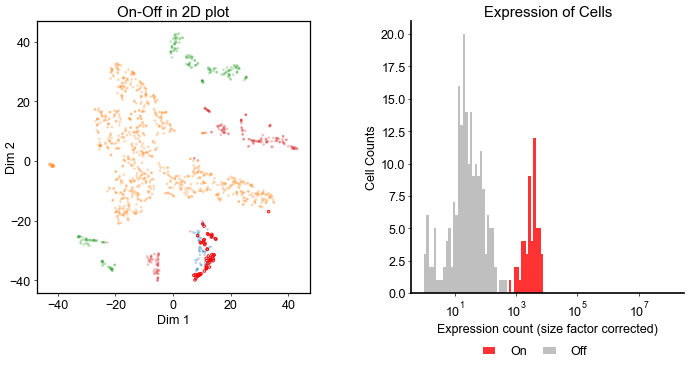 On-Off in 2D plot
Expression of Cells
40
20
0
−20
−40
Dim 2
−40
−20
0
20
40
Dim 1
20.0
17.5
15.0
12.5
10.0
7.5
5.0
2.5
0.0
Cell Counts
10^1
10^3
10^5
10^7
Expression count (size factor corrected)
On
Off